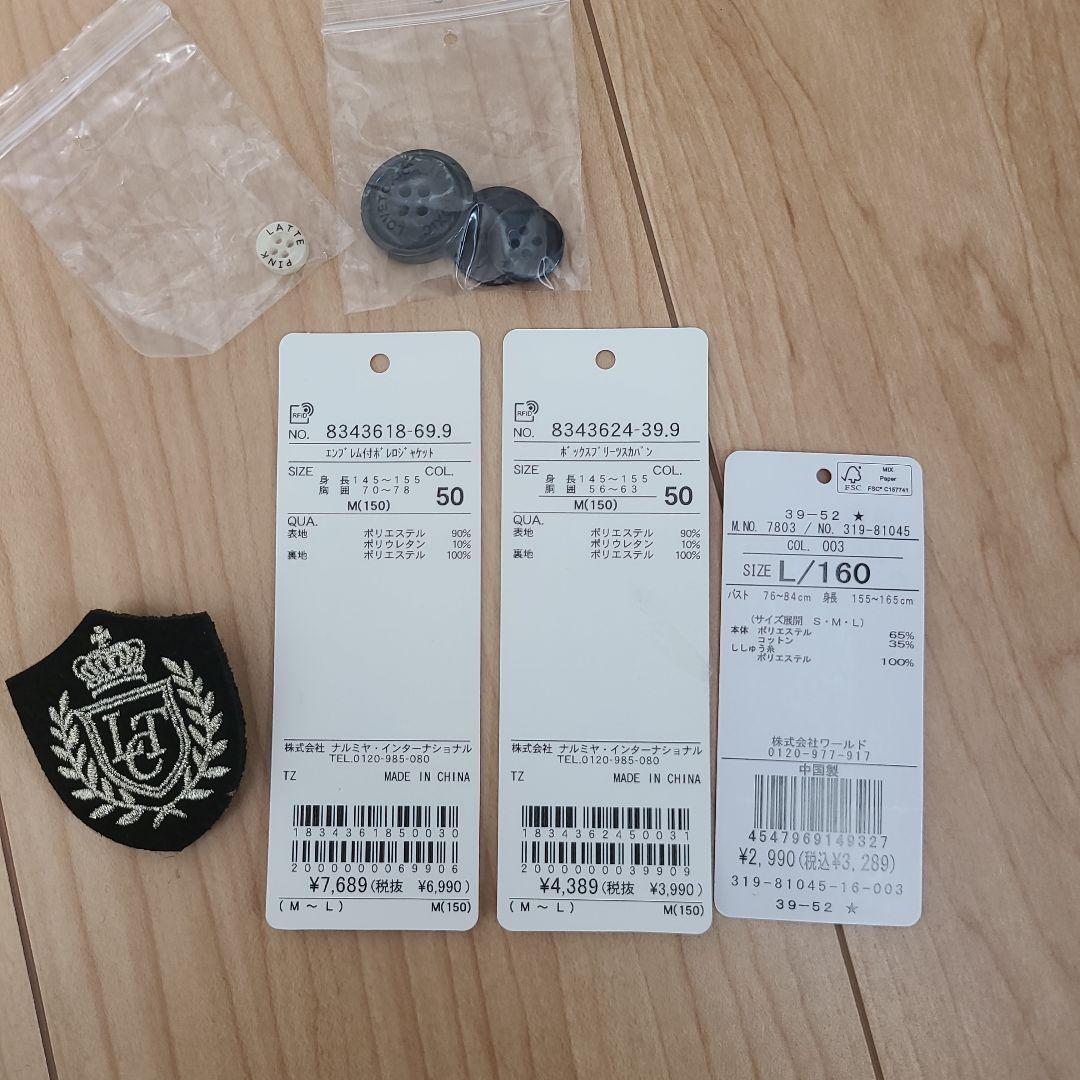 LATTE
PINK
LOVETOXIC
LTC
RFID
NO. 8343618-69.9
エンブレム付ボレロジャケット
SIZE COL.
身 長 145～155
胸 囲 70～78
50
M(150)
QUA.
表地 ポリエステル 90%
ポリウレタン 10%
裏地 ポリエステル 100%
株式会社 ナルミヤ・インターナショナル
TEL.0120-985-080
TZ MADE IN CHINA
1834361850030
2000000069906
¥7,689(税抜 ¥6,990)
(M ～ L) M(150)
RFID
NO. 8343624-39.9
ボックスプリーツスカパン
SIZE COL.
身 長 145～155
胴 囲 56～63
50
M(150)
QUA.
表地 ポリエステル 90%
ポリウレタン 10%
裏地 ポリエステル 100%
株式会社 ナルミヤ・インターナショナル
TEL.0120-985-080
TZ MADE IN CHINA
1834362450031
2000000039909
¥4,389(税抜 ¥3,990)
(M ～ L) M(150)
FSC
MIX
Paper
FSC® C157741
39-52 ★
M.NO. 7803 / NO. 319-81045
COL. 003
SIZE L/160
バスト 76～84cm 身長 155～165cm
(サイズ展開 S・M・L)
本体 ポリエステル 65%
コットン 35%
ししゅう糸
ポリエステル 100%
株式会社ワールド
0120-977-917
中国製
4547969149327
¥2,990(税込¥3,289)
319-81045-16-003
39-52 ★